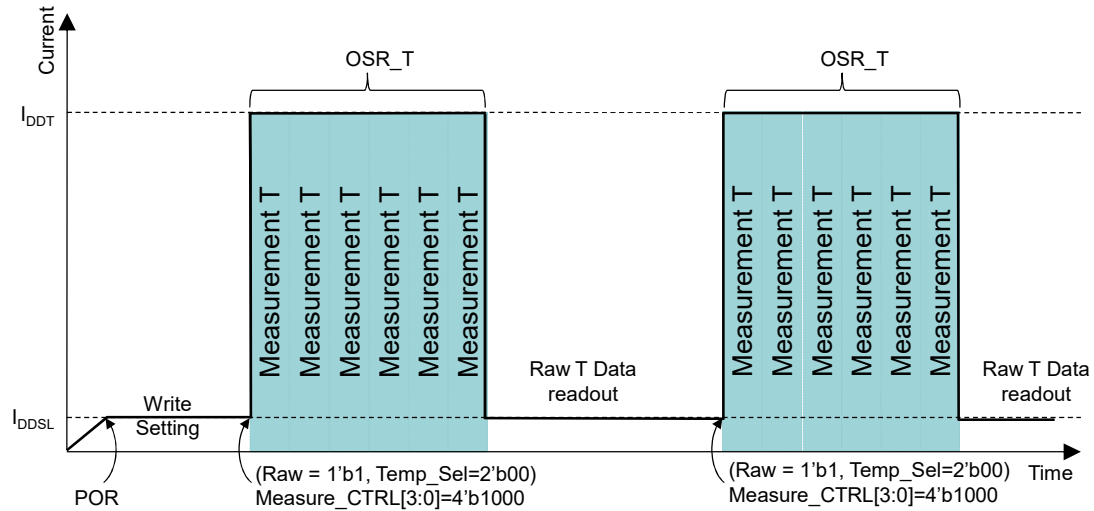 Current
OSR_T
OSR_T
IDDT
Measurement T
Measurement T
Measurement T
Measurement T
Measurement T
Measurement T
Measurement T
Measurement T
Measurement T
Measurement T
Measurement T
Measurement T
Raw T Data
readout
Raw T Data
readout
IDDSL
Write
Setting
Time
POR
(Raw = 1'b1, Temp_Sel=2'b00)
Measure_CTRL[3:0]=4'b1000
(Raw = 1'b1, Temp_Sel=2'b00)
Measure_CTRL[3:0]=4'b1000